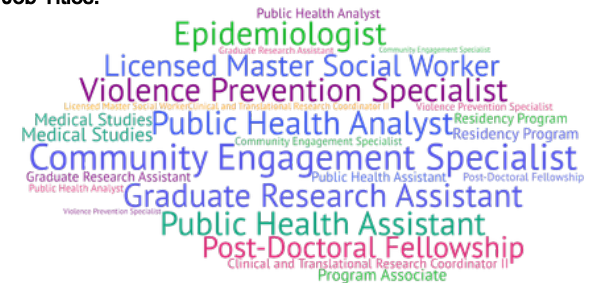 Job Titles:
Public Health Analyst
Epidemiologist
Graduate Research Assistant Community Engagement Specialist
Licensed Master Social Worker
Violence Prevention Specialist
Licensed Master Social Worker Clinical and Translational Research Coordinator II Violence Prevention Specialist
Medical Studies Public Health Analyst Residency Program
Medical Studies Residency Program
Community Engagement Specialist
Community Engagement Specialist
Graduate Research Assistant Public Health Assistant Post-Doctoral Fellowship
Public Health Analyst Graduate Research Assistant
Violence Prevention Specialist Public Health Assistant
Post-Doctoral Fellowship
Clinical and Translational Research Coordinator II
Program Associate